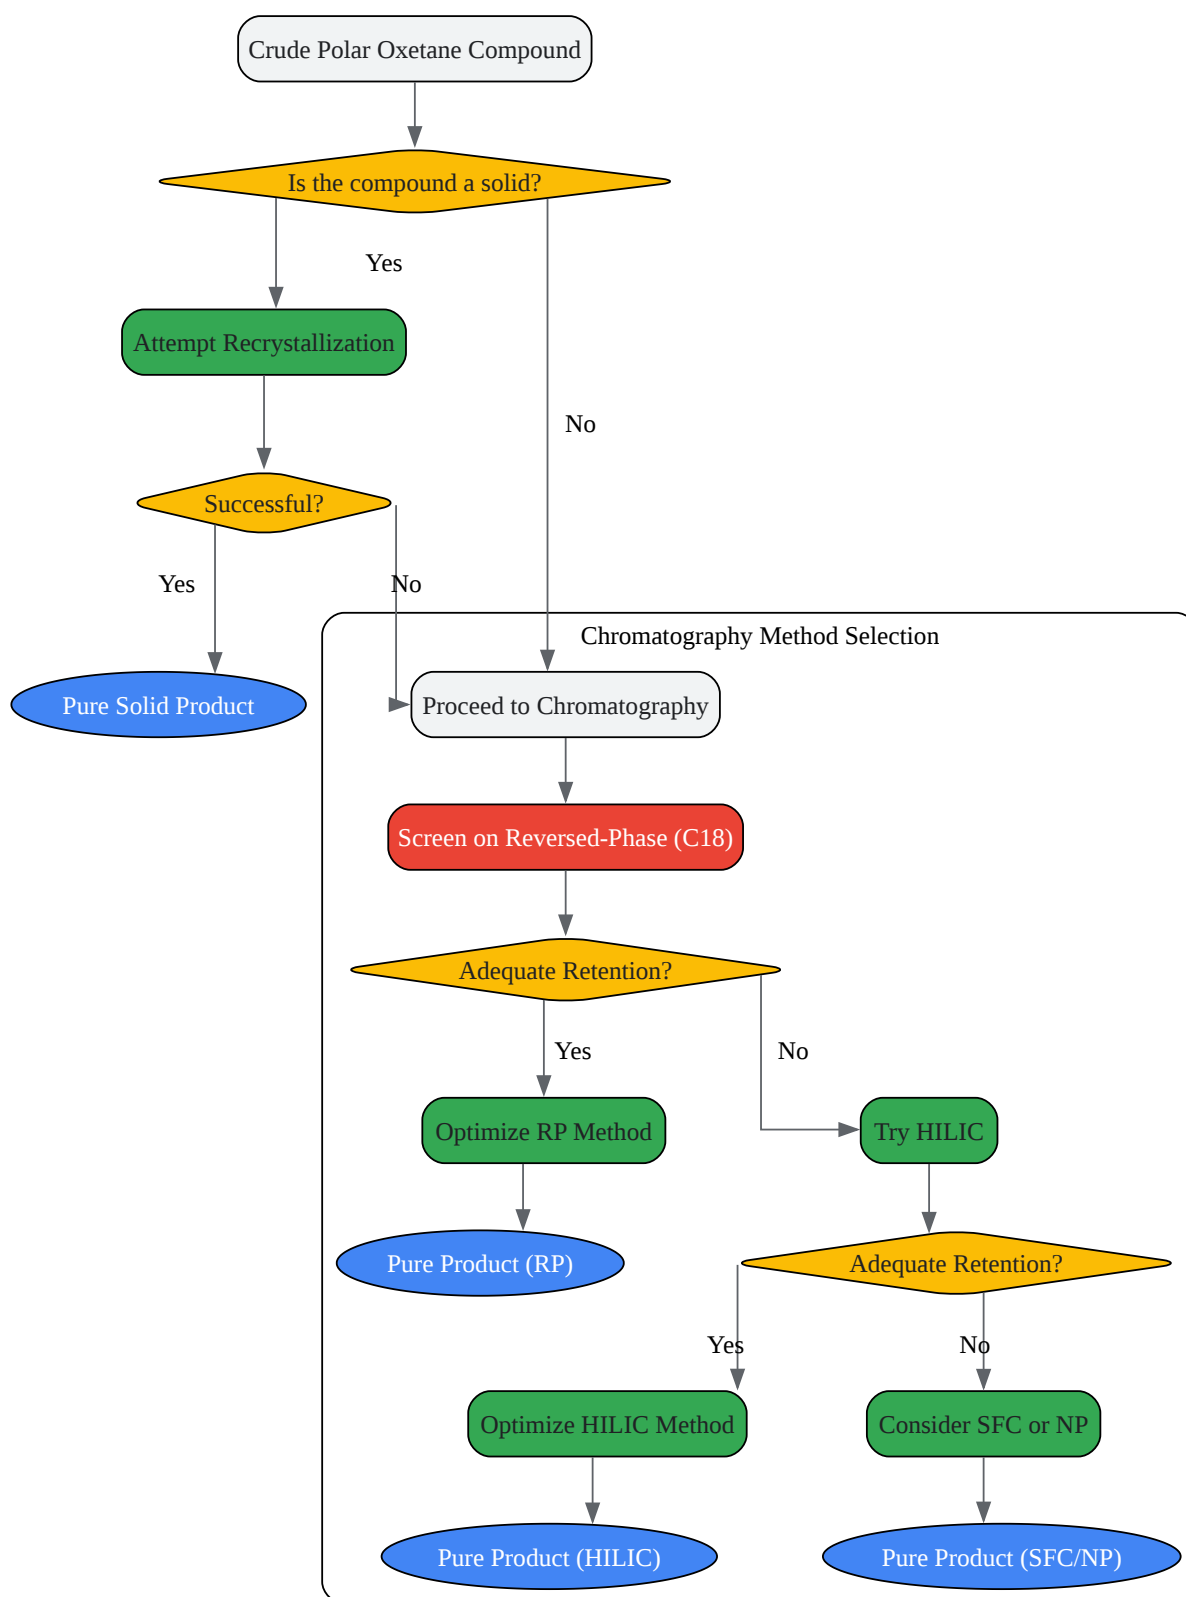 Crude Polar Oxetane Compound
Is the compound a solid?
Yes
Attempt Recrystallization
No
Successful?
Yes
No
Chromatography Method Selection
Pure Solid Product
Proceed to Chromatography
Screen on Reversed-Phase (C18)
Adequate Retention?
Yes
No
Optimize RP Method
Try HILIC
Pure Product (RP)
Adequate Retention?
Yes
No
Optimize HILIC Method
Consider SFC or NP
Pure Product (HILIC)
Pure Product (SFC/NP)